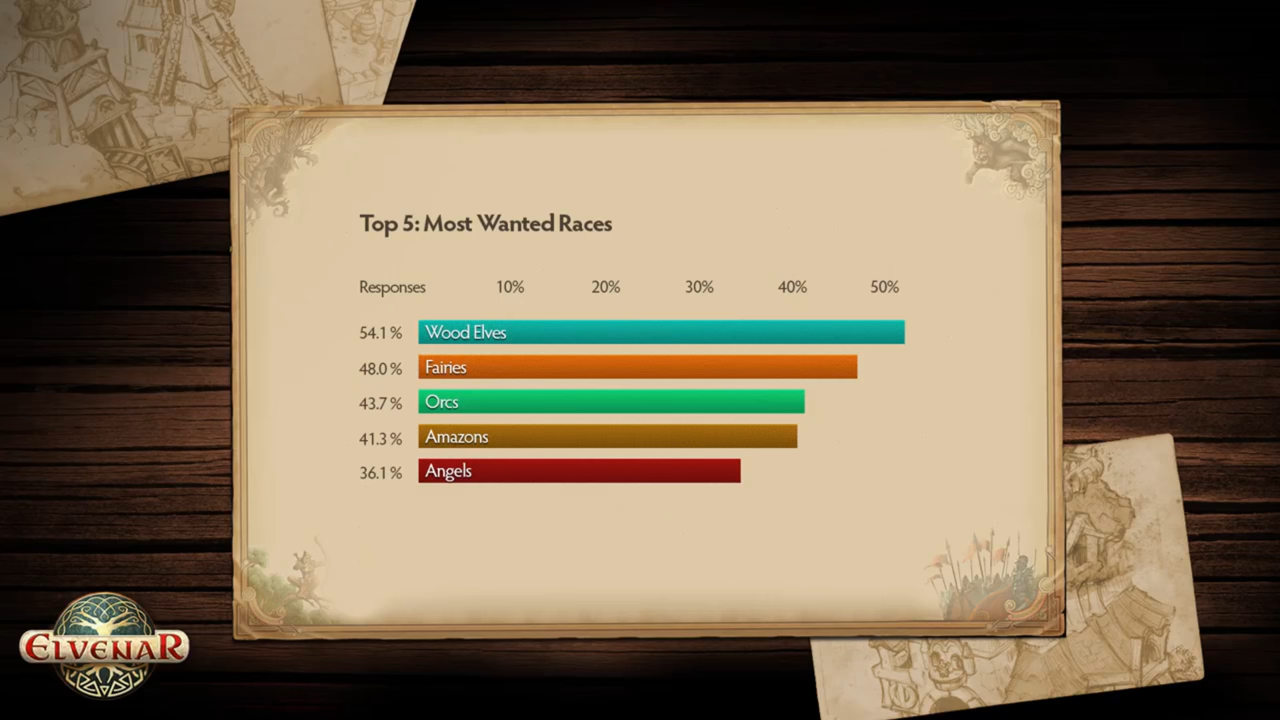 Top 5: Most Wanted Races
Responses 10% 20% 30% 40% 50%
54.1 % Wood Elves
48.0 % Fairies
43.7 % Orcs
41.3 % Amazons
36.1 % Angels
ELVENAR